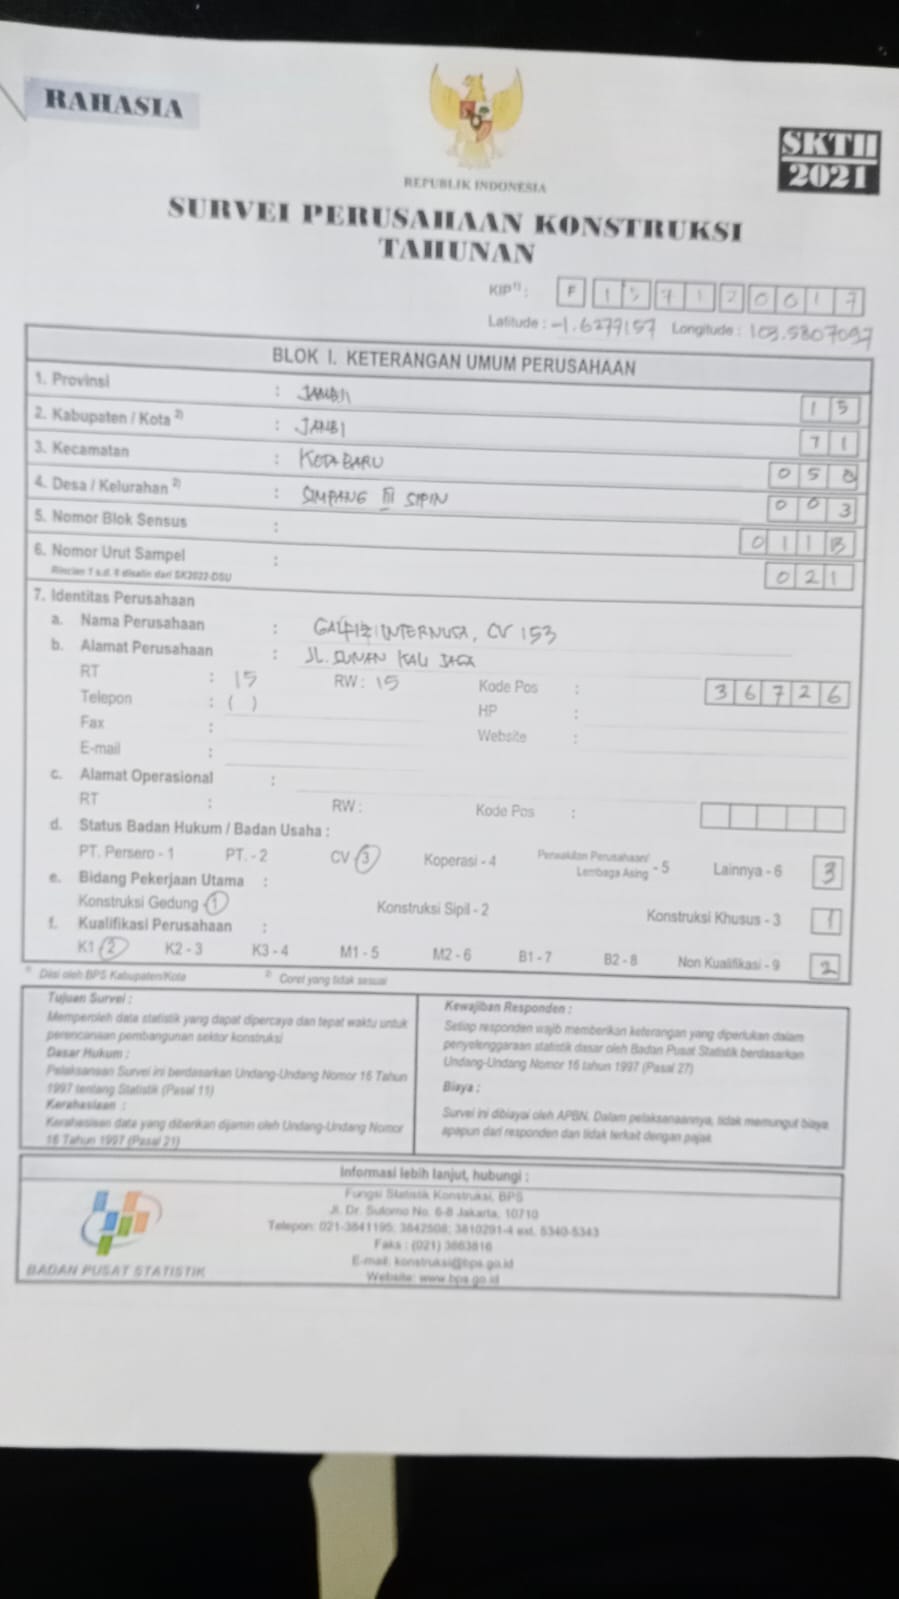 RAHASIA
REPUBLIK INDONESIA
SKTH
2021
SURVEI PERUSAHAAN KONSTRUKSI
TAHUNAN
KIP 1) : F 1 5 7 1 2 0 0 1 7
Latitude : -1.6277157 Longitude : 103.5807097
BLOK I. KETERANGAN UMUM PERUSAHAAN
1. Provinsi : JAMBI 1 5
2. Kabupaten / Kota 2) : JAMBI 7 1
3. Kecamatan : KOTA BARU 0 5 0
4. Desa / Kelurahan 2) : SIMPANG III SIPIN 0 0 3
5. Nomor Blok Sensus : 0 1 1 B
6. Nomor Urut Sampel : 0 2 1
Rincian 1 s.d. 6 disalin dari SK2022-DSU
7. Identitas Perusahaan
a. Nama Perusahaan : INTERNUSA, CV 153
b. Alamat Perusahaan : JL. SUNAN KALI JAGA
RT : 15 RW : 15 Kode Pos : 3 6 7 2 6
Telepon : ( ) HP :
Fax : Website :
E-mail :
c. Alamat Operasional :
RT : RW : Kode Pos :
d. Status Badan Hukum / Badan Usaha :
PT. Persero - 1 PT. - 2 CV - 3 Koperasi - 4 Perwakilan Perusahaan/ Lembaga Asing - 5 Lainnya - 6 3
e. Bidang Pekerjaan Utama :
Konstruksi Gedung - 1 Konstruksi Sipil - 2 Konstruksi Khusus - 3 1
f. Kualifikasi Perusahaan :
K1 - 2 K2 - 3 K3 - 4 M1 - 5 M2 - 6 B1 - 7 B2 - 8 Non Kualifikasi - 9 2
1) Diisi oleh BPS Kabupaten/Kota 2) Coret yang tidak sesuai
Tujuan Survei :
Memperoleh data statistik yang dapat dipercaya dan tepat waktu untuk
perencanaan pembangunan sektor konstruksi
Dasar Hukum :
Pelaksanaan Survei ini berdasarkan Undang-Undang Nomor 16 Tahun
1997 tentang Statistik (Pasal 11)
Kerahasiaan :
Kerahasiaan data yang diberikan dijamin oleh Undang-Undang Nomor
16 Tahun 1997 (Pasal 21)
Kewajiban Responden :
Setiap responden wajib memberikan keterangan yang diperlukan dalam
penyelenggaraan statistik dasar oleh Badan Pusat Statistik berdasarkan
Undang-Undang Nomor 16 tahun 1997 (Pasal 27)
Biaya :
Survei ini dibiayai oleh APBN. Dalam pelaksanaannya, tidak memungut biaya
apapun dari responden dan tidak terkait dengan pajak
Informasi lebih lanjut, hubungi :
Fungsi Statistik Konstruksi, BPS
Jl. Dr. Sutomo No. 6-8 Jakarta, 10710
Telepon: 021-3841195; 3842508; 3810291-4 ext. 5340-5343
Faks : (021) 3863816
E-mail: konstruksi@bps.go.id
Website: www.bps.go.id
BADAN PUSAT STATISTIK